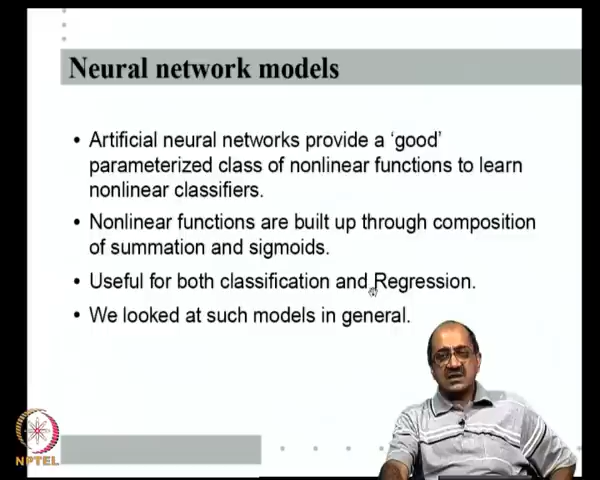 Neural network models
• Artificial neural networks provide a 'good'
parameterized class of nonlinear functions to learn
nonlinear classifiers.
• Nonlinear functions are built up through composition
of summation and sigmoids.
• Useful for both classification and Regression.
• We looked at such models in general.
NPTEL